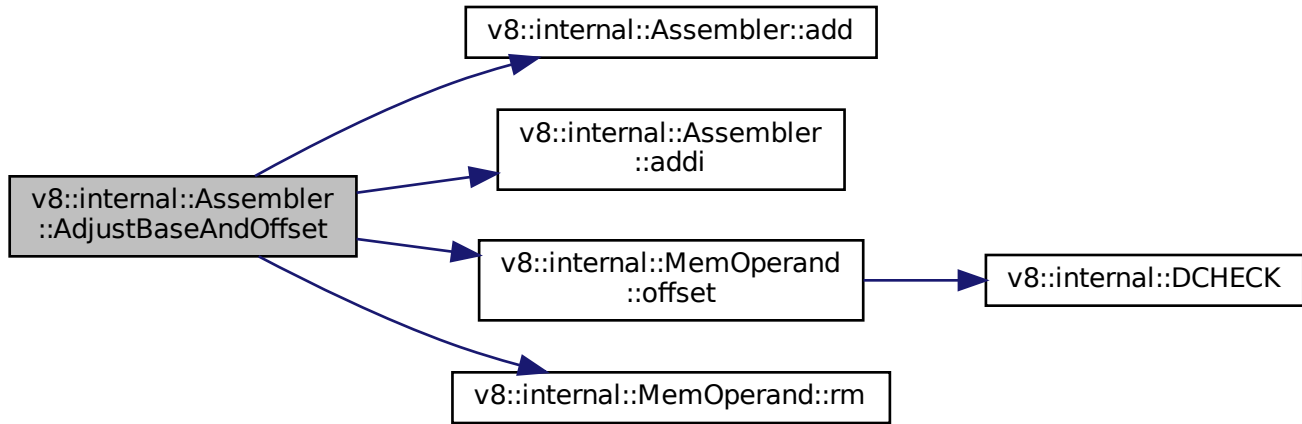 v8::internal::Assembler::add
v8::internal::Assembler
::addi
v8::internal::Assembler
::AdjustBaseAndOffset
v8::internal::MemOperand
::offset
v8::internal::DCHECK
v8::internal::MemOperand::rm